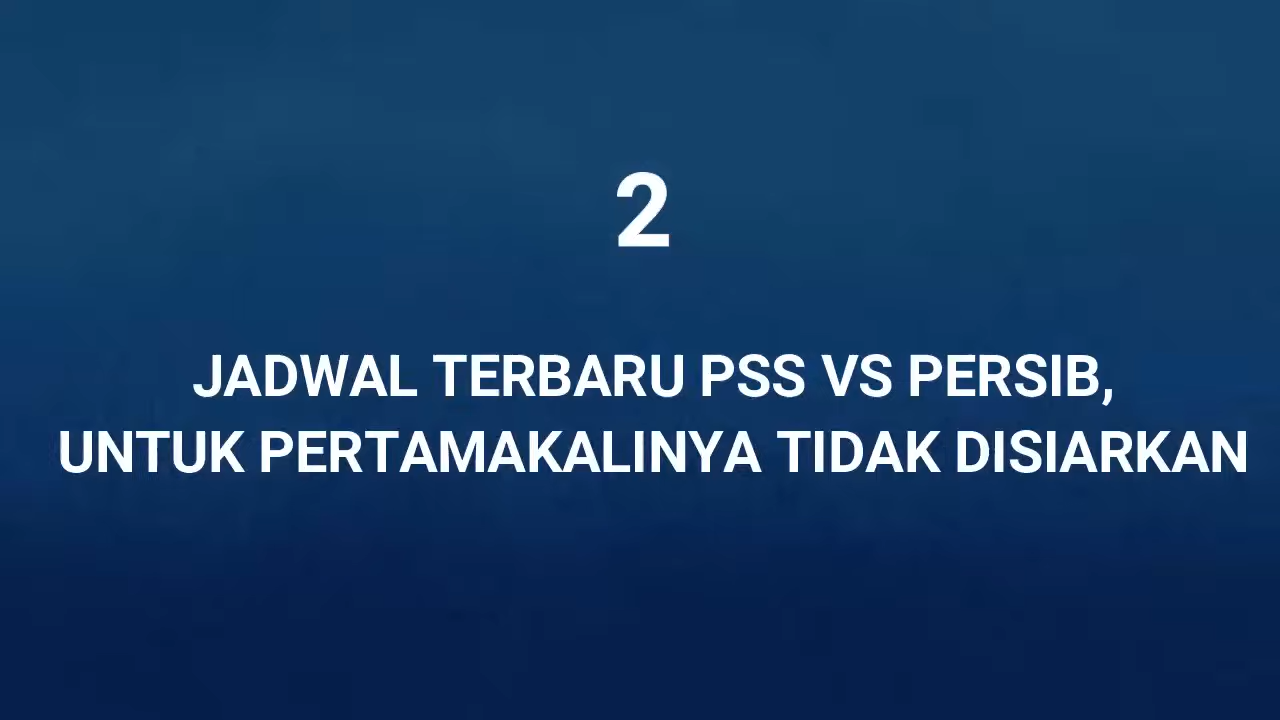 2
JADWAL TERBARU PSS VS PERSIB,
UNTUK PERTAMAKALINYA TIDAK DISIARKAN